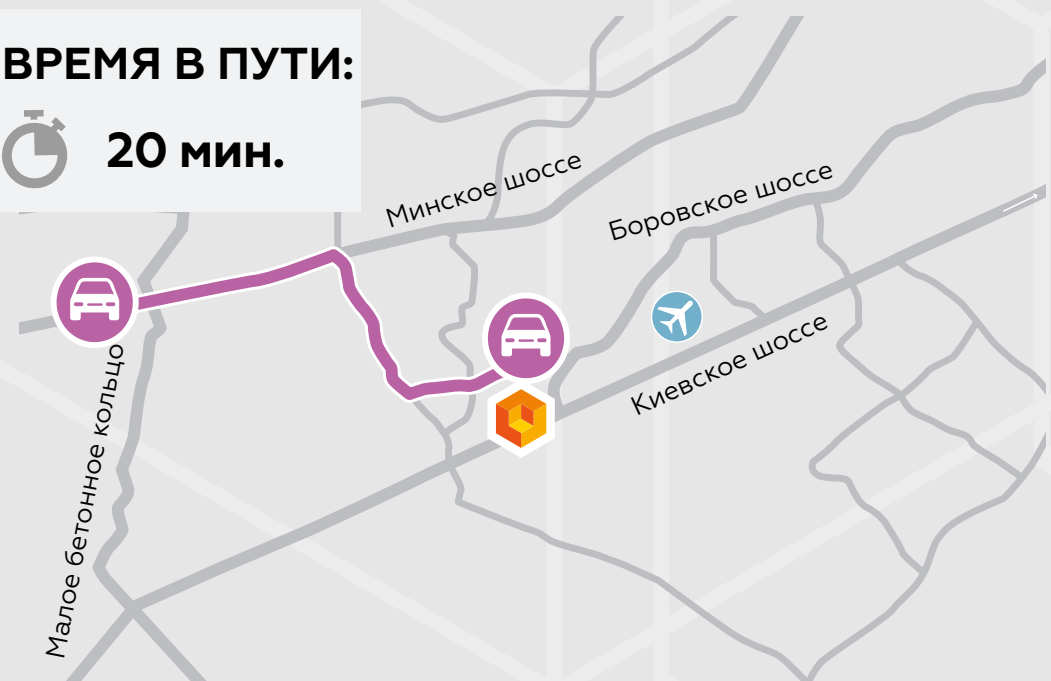 ВРЕМЯ В ПУТИ:
20 мин.
Минское шоссе
Боровское шоссе
Киевское шоссе
Малое бетонное кольцо